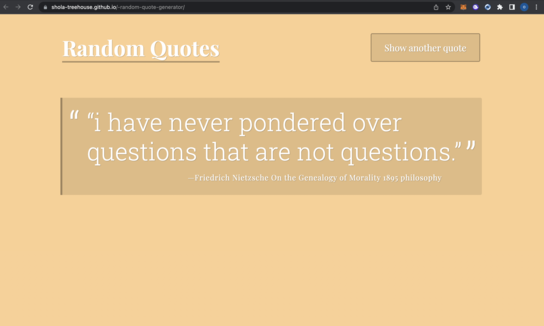 shola-treehouse.github.io/-random-quote-generator/
Random Quotes
Show another quote
“ “i have never pondered over
questions that are not questions.” ”
– Friedrich Nietzsche On the Genealogy of Morality 1895 philosophy